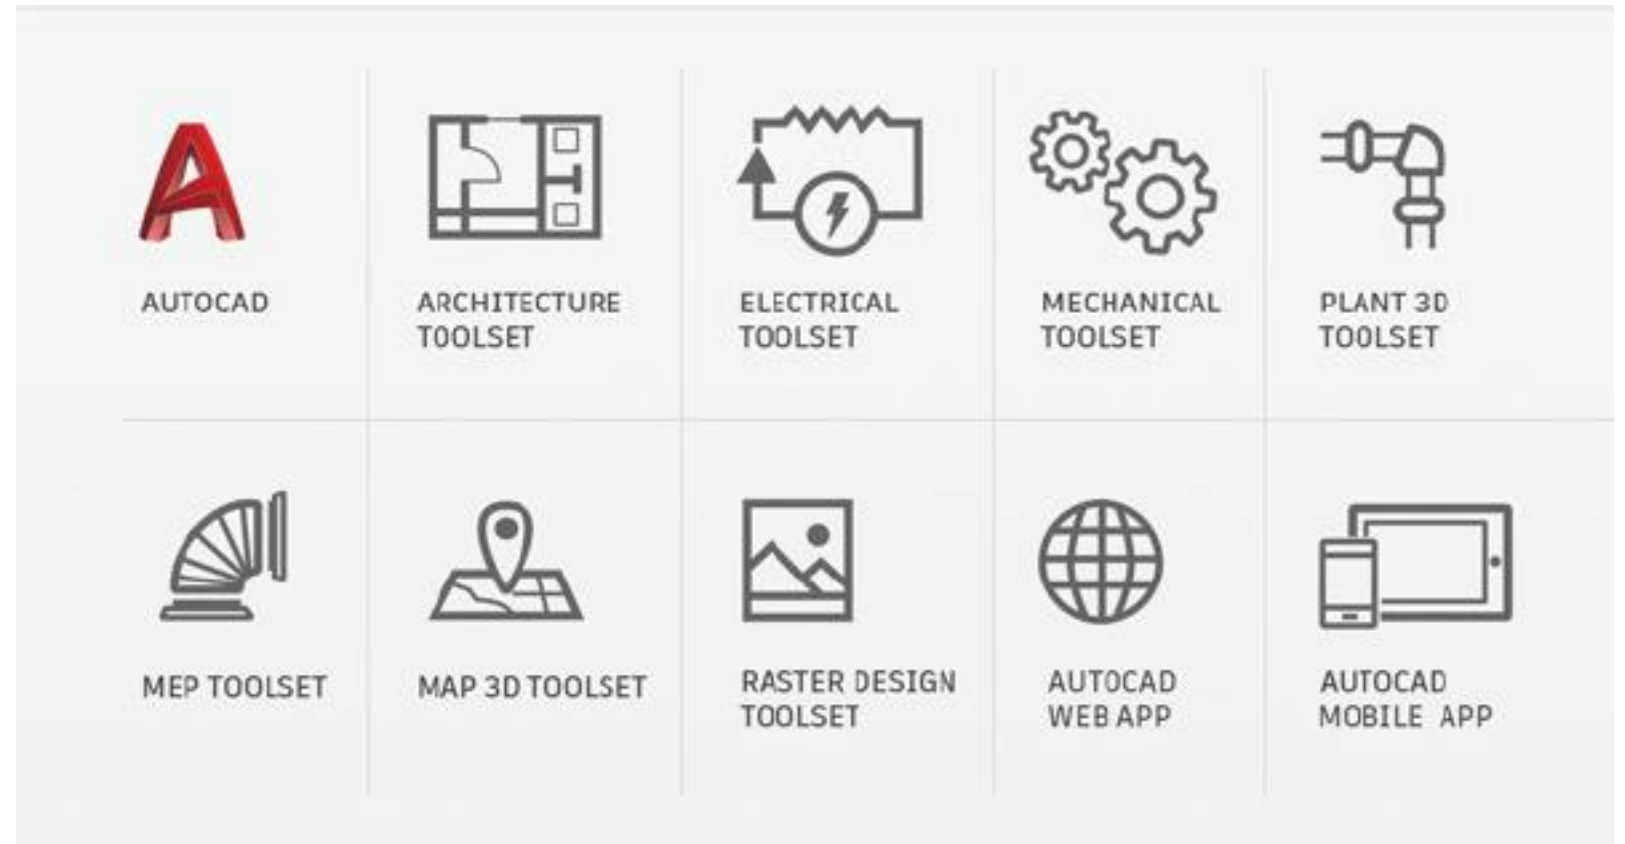 AUTOCAD
ARCHITECTURE
TOOLSET
ELECTRICAL
TOOLSET
MECHANICAL
TOOLSET
PLANT 3D
TOOLSET
MEP TOOLSET
MAP 3D TOOLSET
RASTER DESIGN
TOOLSET
AUTOCAD
WEB APP
AUTOCAD
MOBILE APP